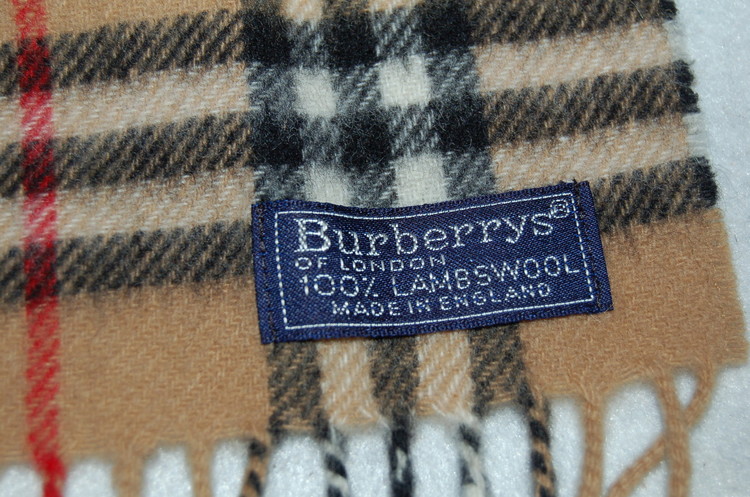 Burberrys®
OF LONDON
100% LAMBSWOOL
MADE IN ENGLAND